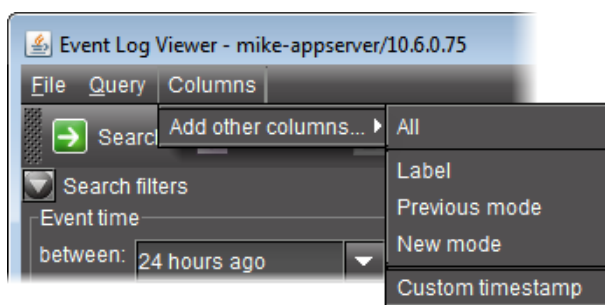 Event Log Viewer - mike-appserver/10.6.0.75
File Query Columns
Add other columns...
All
Label
Previous mode
New mode
Custom timestamp
Search filters
Event time
between: 24 hours ago